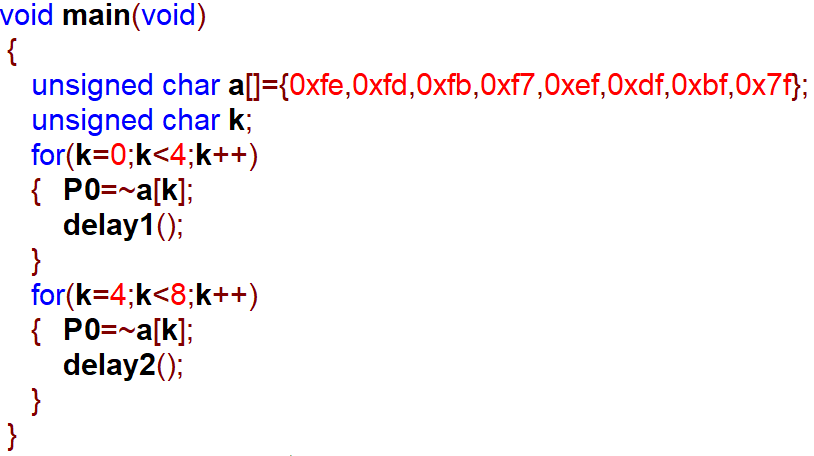 void main(void)
{
unsigned char a[]={0xfe,0xfd,0xfb,0xf7,0xef,0xdf,0xbf,0x7f};
unsigned char k;
for(k=0;k<4;k++)
{ P0=~a[k];
delay1();
}
for(k=4;k<8;k++)
{ P0=~a[k];
delay2();
}
}